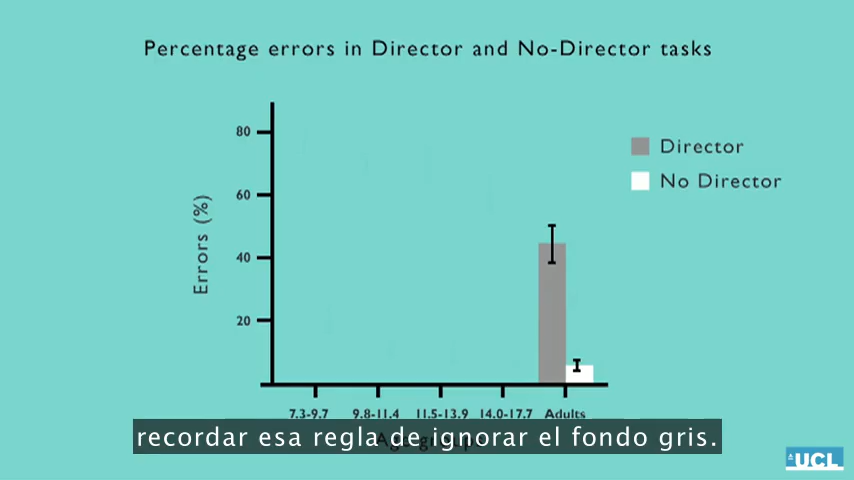 Percentage errors in Director and No-Director tasks
80
60
40
20
Errors (%)
Director
No Director
7.3-9.7 9.8-11.4 11.5-13.9 14.0-17.7 Adults
Age groups
recordar esa regla de ignorar el fondo gris.
UCL